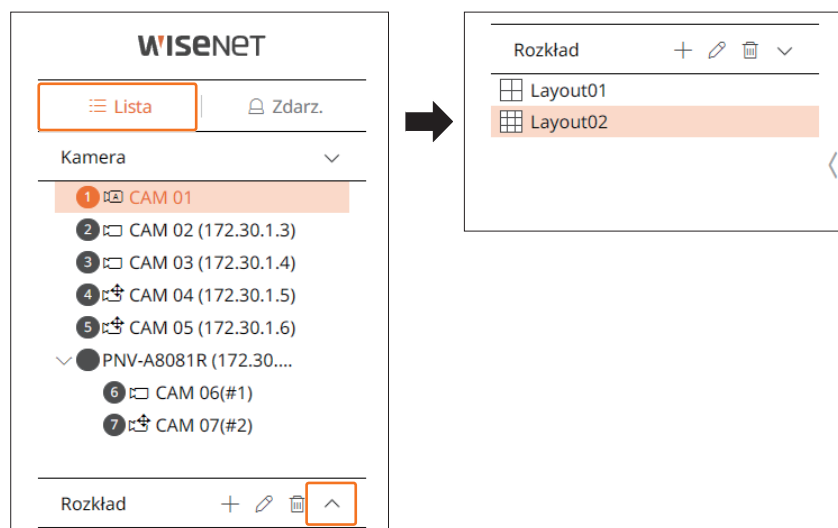 WISENET
Lista
Zdarz.
Kamera
1 A CAM 01
2 CAM 02 (172.30.1.3)
3 CAM 03 (172.30.1.4)
4 CAM 04 (172.30.1.5)
5 CAM 05 (172.30.1.6)
PNV-A8081R (172.30....
6 CAM 06(#1)
7 CAM 07(#2)
Rozkład
Rozkład
Layout01
Layout02